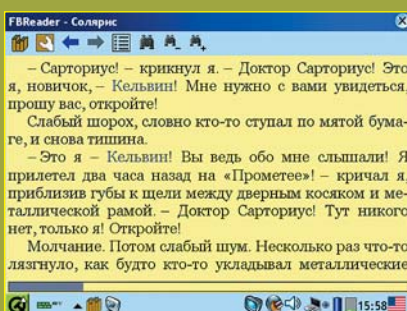 FBReader - Солярис
– Сарториус! – крикнул я. – Доктор Сарториус! Это
я, новичок, – Кельвин! Мне нужно с вами увидеться,
прошу вас, откройте!
Слабый шорох, словно кто-то ступал по мятой бума-
ге, и снова тишина.
– Это я – Кельвин! Вы ведь обо мне слышали! Я
прилетел два часа назад на «Прометее»! – кричал я,
приблизив губы к щели между дверным косяком и ме-
таллической рамой. – Доктор Сарториус! Тут никого
нет, только я! Откройте!
Молчание. Потом слабый шум. Несколько раз что-то
лязгнуло, как будто кто-то укладывал металлические
15:58